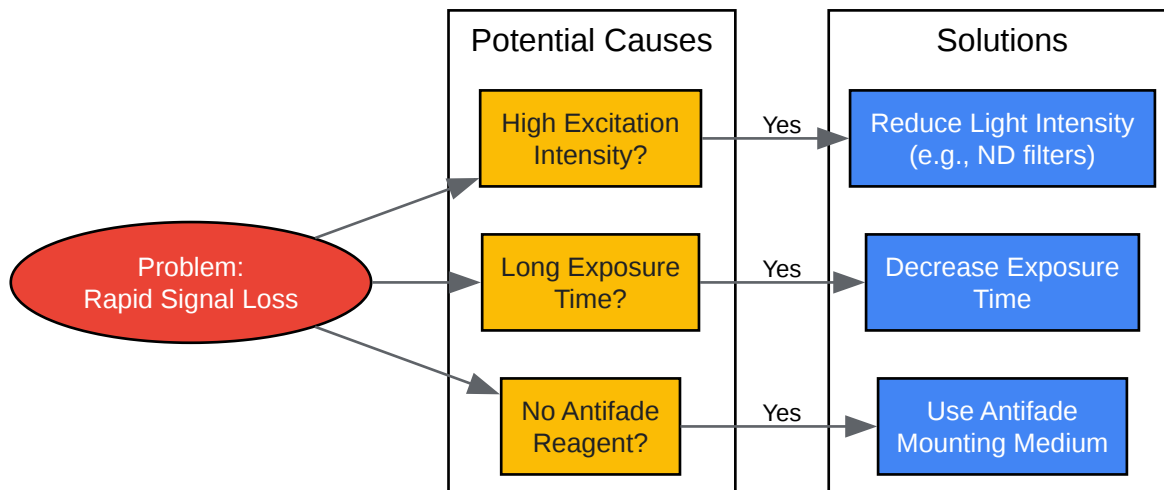 Potential Causes
Solutions
High Excitation
Intensity?
Yes
Reduce Light Intensity
(e.g., ND filters)
Problem:
Rapid Signal Loss
Long Exposure
Time?
Yes
Decrease Exposure
Time
No Antifade
Reagent?
Yes
Use Antifade
Mounting Medium